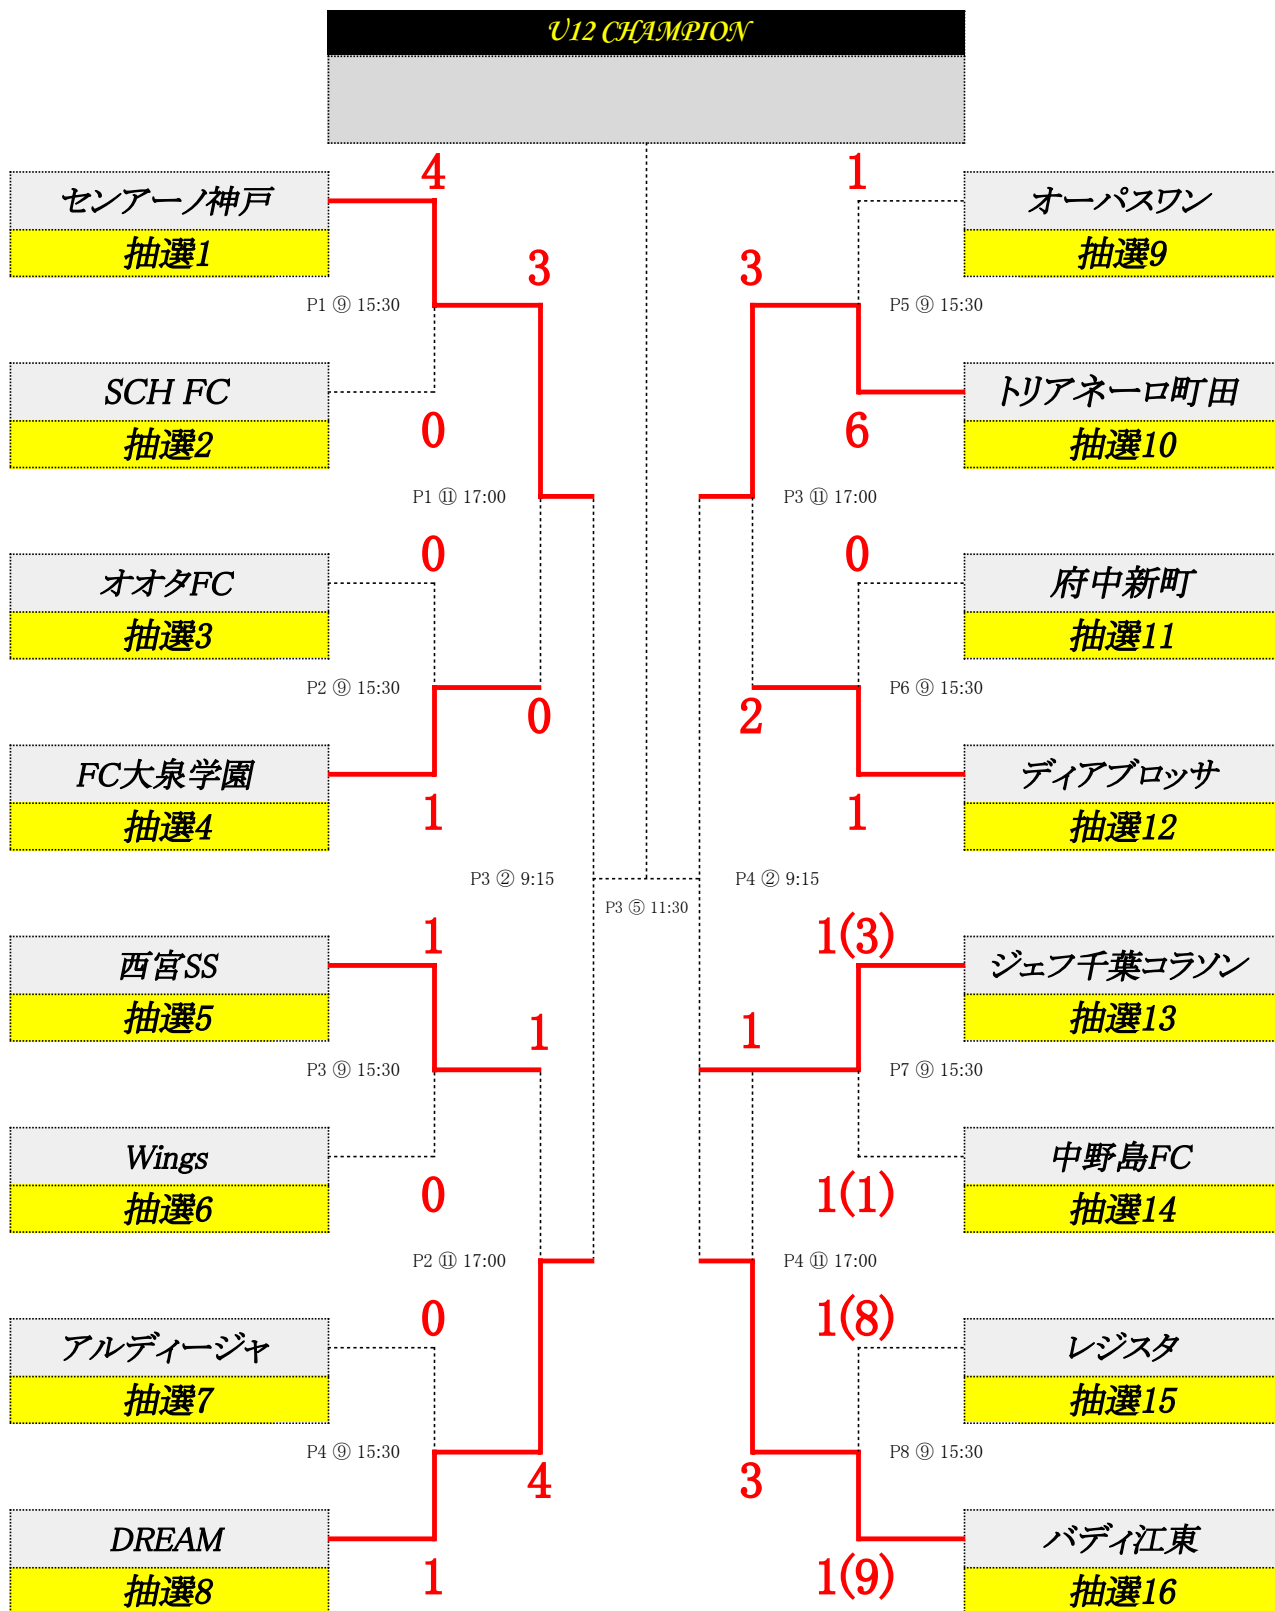 U12 CHAMPION
4
1
センアーノ神戸
オーパスワン
抽選1
抽選9
3
3
P1 ⑨ 15:30
P5 ⑨ 15:30
SCH FC
トリアネーロ町田
抽選2
抽選10
0
6
P1 ⑪ 17:00
P3 ⑪ 17:00
0
0
オオタFC
府中新町
抽選3
抽選11
P2 ⑨ 15:30
P6 ⑨ 15:30
0
2
FC大泉学園
ディアブロッサ
抽選4
抽選12
1
1
P3 ② 9:15
P4 ② 9:15
P3 ⑤ 11:30
1
1(3)
西宮SS
ジェフ千葉コラソン
抽選5
抽選13
1
1
P3 ⑨ 15:30
P7 ⑨ 15:30
Wings
中野島FC
抽選6
抽選14
0
1(1)
P2 ⑪ 17:00
P4 ⑪ 17:00
0
1(8)
アルディージャ
レジスタ
抽選7
抽選15
P4 ⑨ 15:30
P8 ⑨ 15:30
4
3
DREAM
バディ江東
抽選8
抽選16
1
1(9)